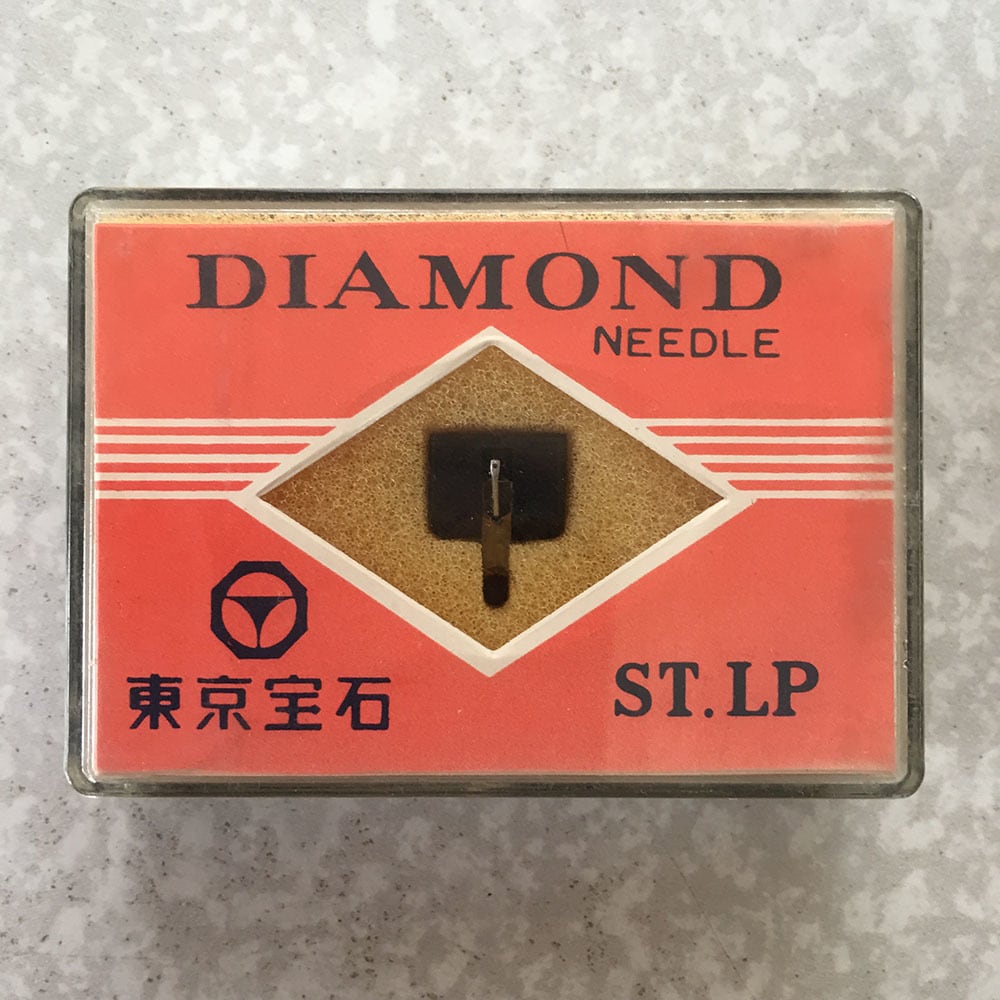 DIAMOND
NEEDLE
東京宝石
ST.LP